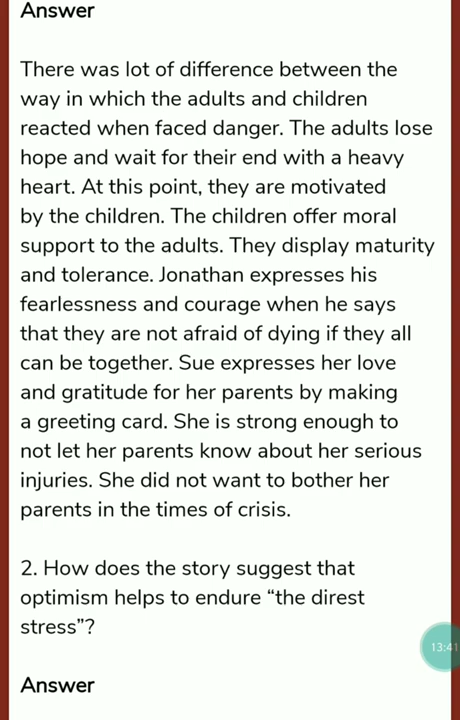 Answer
There was lot of difference between the
way in which the adults and children
reacted when faced danger. The adults lose
hope and wait for their end with a heavy
heart. At this point, they are motivated
by the children. The children offer moral
support to the adults. They display maturity
and tolerance. Jonathan expresses his
fearlessness and courage when he says
that they are not afraid of dying if they all
can be together. Sue expresses her love
and gratitude for her parents by making
a greeting card. She is strong enough to
not let her parents know about her serious
injuries. She did not want to bother her
parents in the times of crisis.
2. How does the story suggest that
optimism helps to endure “the direst
stress”?
13:41
Answer